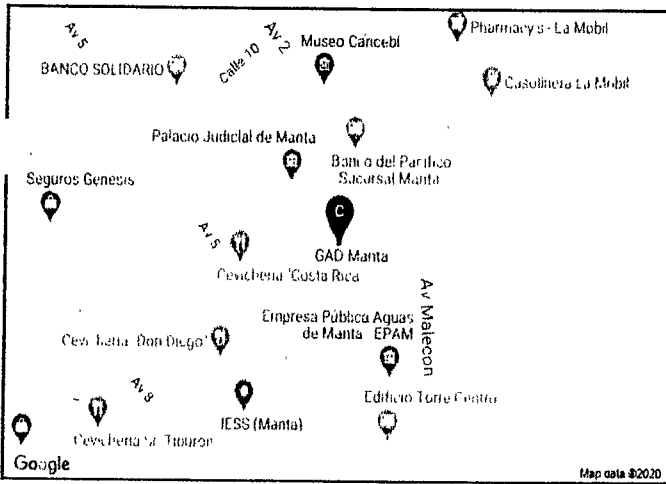 Av 5
Av 2
Pharmacy's - La Mobil
Museo Cancebí
BANCO SOLIDARIO
Calle 10
Gasolinera La Mobil
Palacio Judicial de Manta
Banco del Pacífico
Sucursal Manta
Seguros Genesis
C
Av 5
GAD Manta
Cevichería "Costa Rica
Av Malecon
Empresa Pública Aguas
de Manta EPAM
Cevichería "Don Diego"
Av 8
Edificio Torre Centro
IESS (Manta)
Cevichería
Tiburón
Google
Map data ©2020